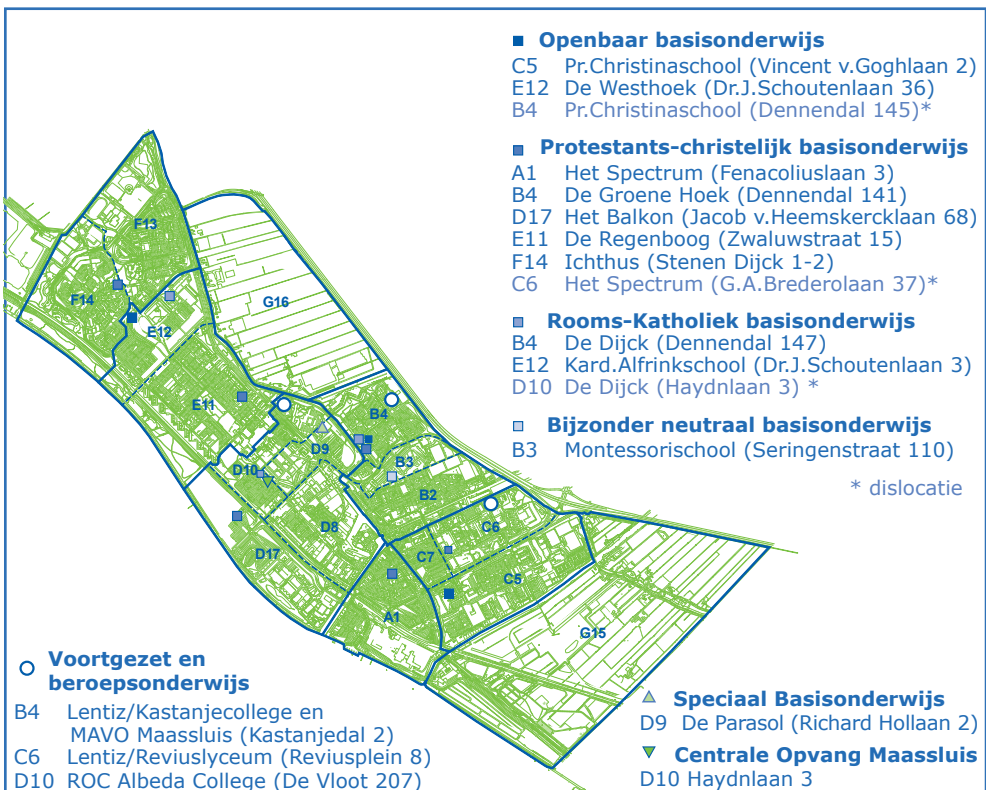 Openbaar basisonderwijs
C5 Pr.Christinaschool (Vincent v.Goghlaan 2)
E12 De Westhoek (Dr.J.Schoutenlaan 36)
B4 Pr.Christinaschool (Dennendal 145)*
Protestants-christelijk basisonderwijs
A1 Het Spectrum (Fenacoliuslaan 3)
B4 De Groene Hoek (Dennendal 141)
D17 Het Balkon (Jacob v.Heemskercklaan 68)
E11 De Regenboog (Zwaluwstraat 15)
F14 Ichthus (Stenen Dijck 1-2)
C6 Het Spectrum (G.A.Brederolaan 37)*
Rooms-Katholiek basisonderwijs
B4 De Dijck (Dennendal 147)
E12 Kard.Alfrinkschool (Dr.J.Schoutenlaan 3)
D10 De Dijck (Haydnlaan 3) *
Bijzonder neutraal basisonderwijs
B3 Montessorischool (Seringenstraat 110)
* dislocatie
F13
F14
G16
E12
E11
B4
D9
B3
D10
B2
D8
C6
D17
C7
C5
A1
G15
Voortgezet en
beroepsonderwijs
B4 Lentiz/Kastanjecollege en
MAVO Maassluis (Kastanjedal 2)
C6 Lentiz/Reviuslyceum (Reviusplein 8)
D10 ROC Albeda College (De Vloot 207)
Speciaal Basisonderwijs
D9 De Parasol (Richard Hollaan 2)
Centrale Opvang Maassluis
D10 Haydnlaan 3